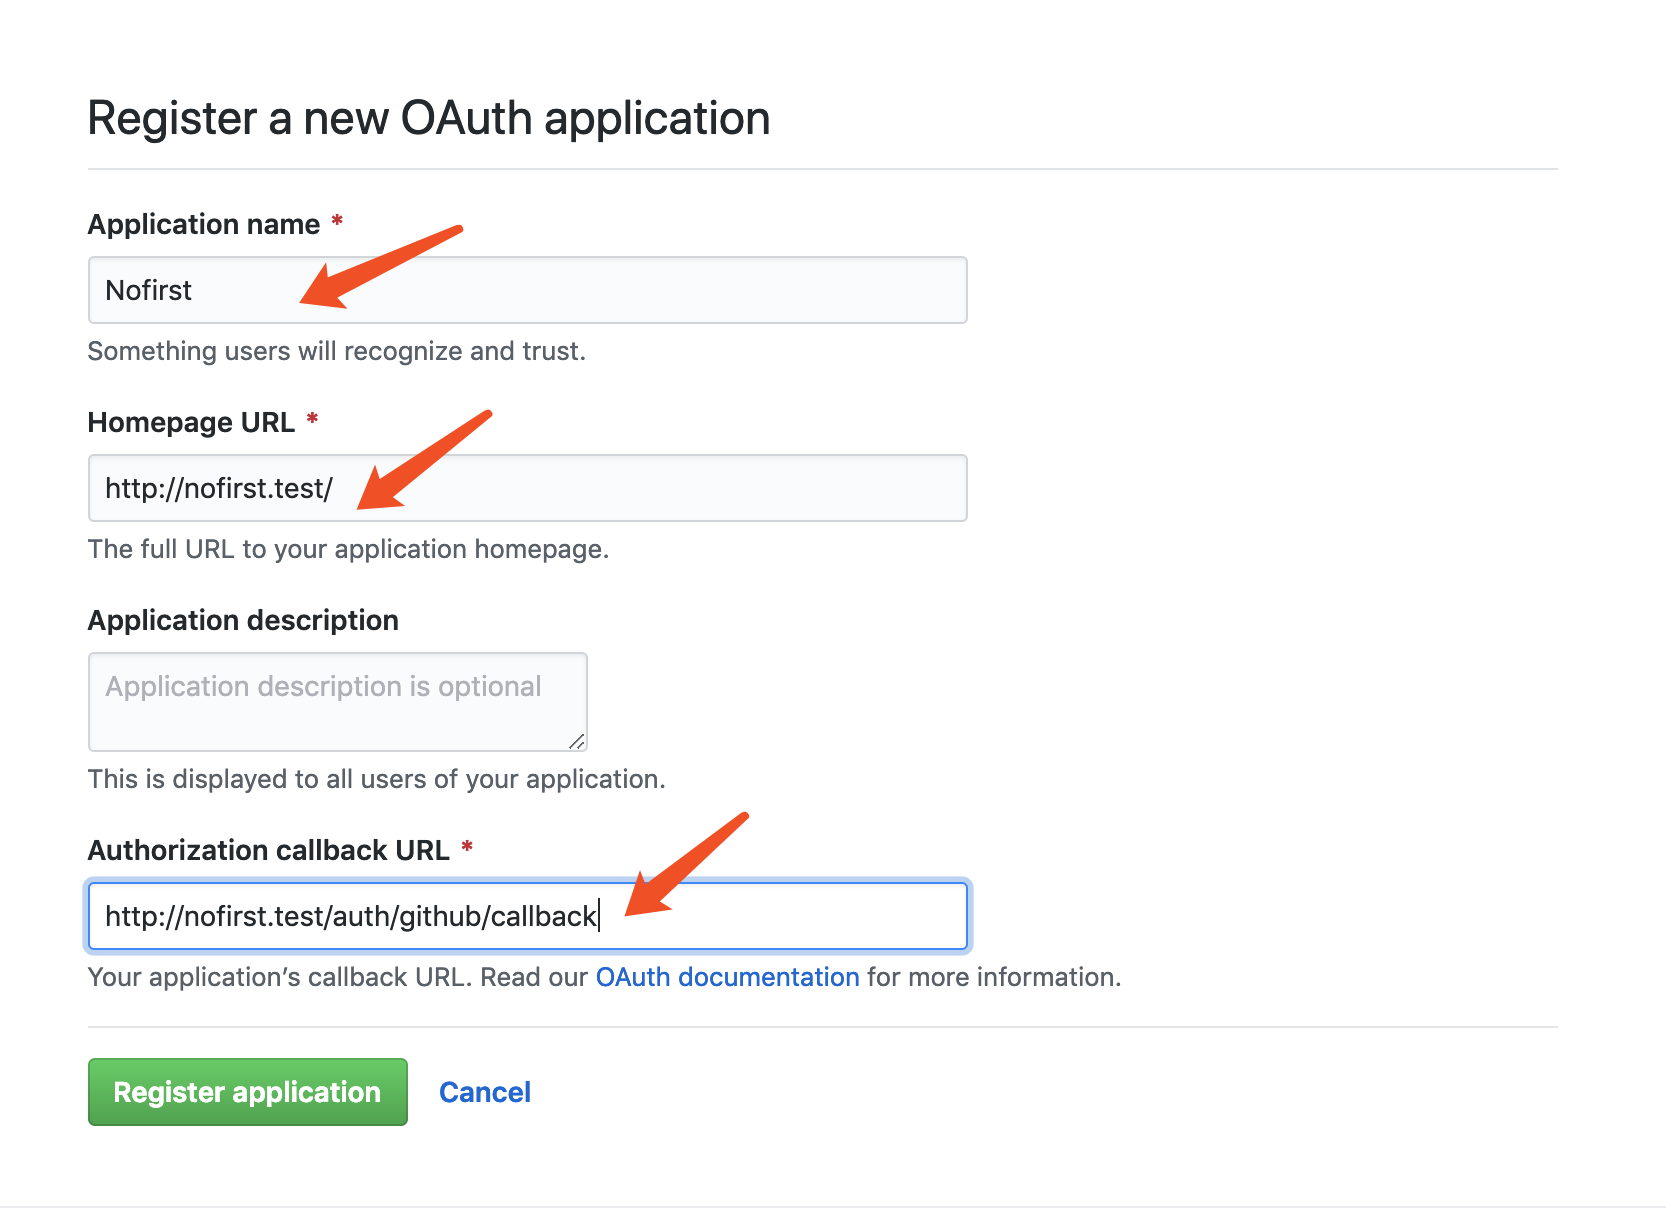 Register a new OAuth application
Application name *
Nofirst
Something users will recognize and trust.
Homepage URL *
http://nofirst.test/
The full URL to your application homepage.
Application description
Application description is optional
This is displayed to all users of your application.
Authorization callback URL *
http://nofirst.test/auth/github/callback
Your application’s callback URL. Read our OAuth documentation for more information.
Register application Cancel